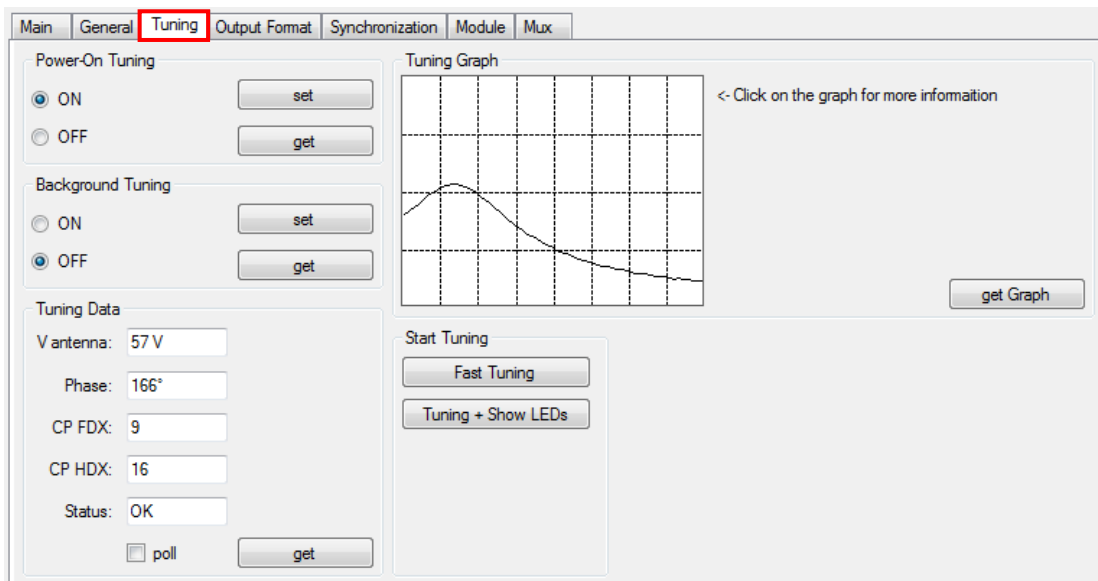 Main General Tuning Output Format Synchronization Module Mux
Power-On Tuning
ON set
OFF get
Background Tuning
ON set
OFF get
Tuning Data
V antenna: 57 V
Phase: 166°
CP FDX: 9
CP HDX: 16
Status: OK
poll get
Tuning Graph
<- Click on the graph for more informaition
get Graph
Start Tuning
Fast Tuning
Tuning + Show LEDs